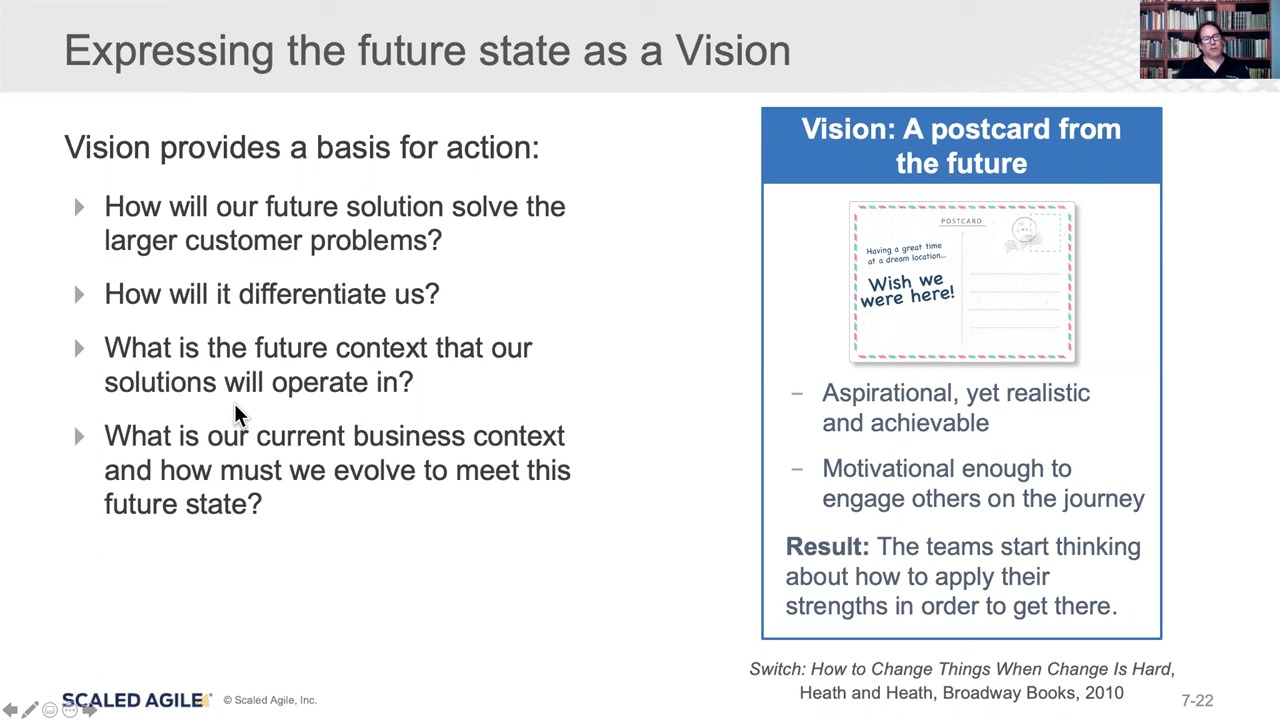 Expressing the future state as a Vision
Vision provides a basis for action:
How will our future solution solve the
larger customer problems?
How will it differentiate us?
What is the future context that our
solutions will operate in?
What is our current business context
and how must we evolve to meet this
future state?
Vision: A postcard from
the future
POSTCARD
Having a great time
at a dream location...
Wish we
were here!
– Aspirational, yet realistic
and achievable
– Motivational enough to
engage others on the journey
Result: The teams start thinking
about how to apply their
strengths in order to get there.
Switch: How to Change Things When Change Is Hard,
Heath and Heath, Broadway Books, 2010
SCALED AGILE
© Scaled Agile, Inc.
7-22